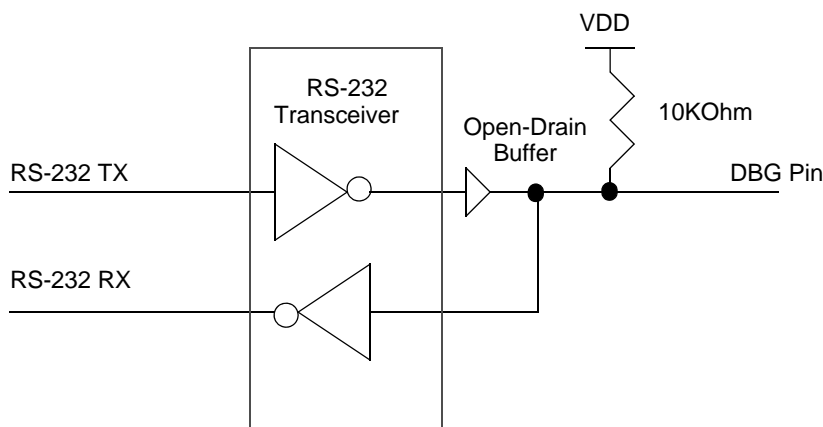 VDD
RS-232
Transceiver
Open-Drain
Buffer
10KOhm
RS-232 TX
DBG Pin
RS-232 RX